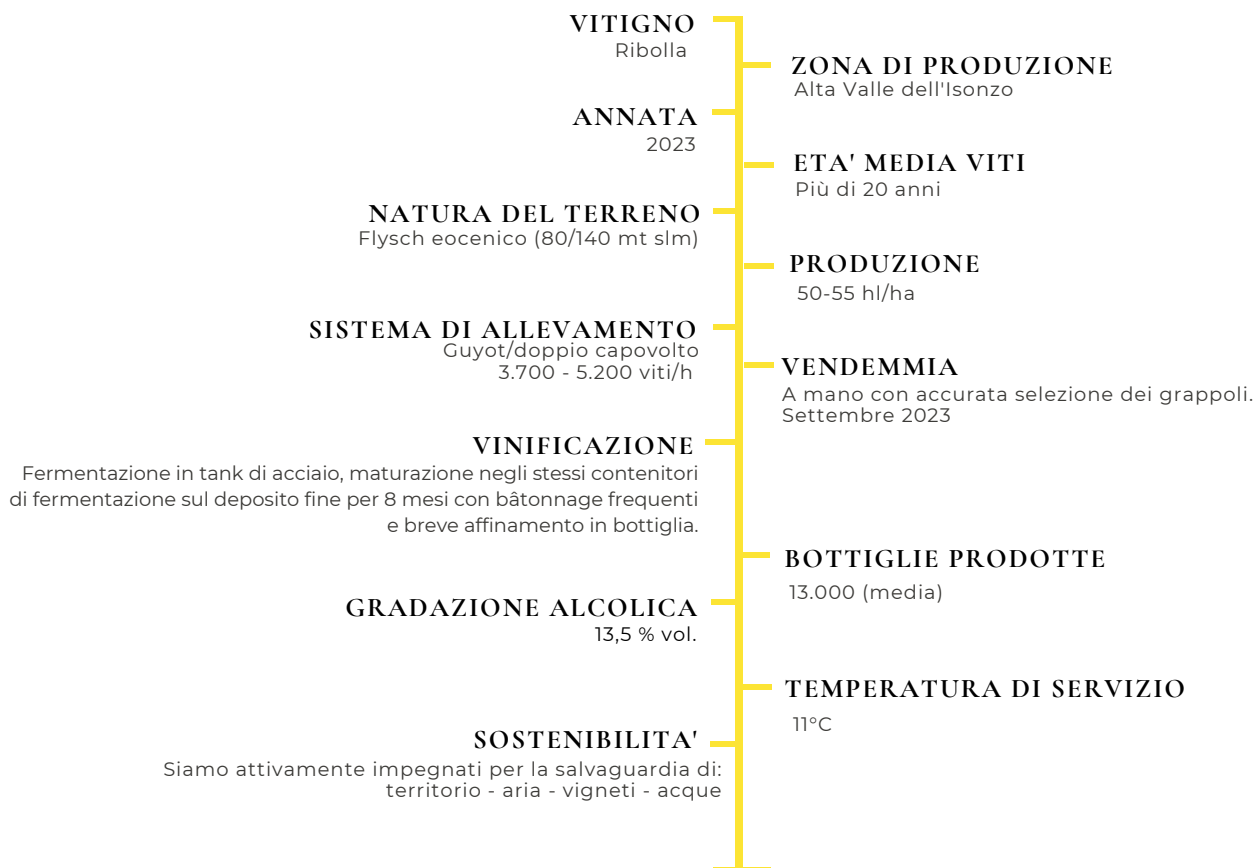 VITIGNO
Ribolla
ZONA DI PRODUZIONE
Alta Valle dell'Isonzo
ANNATA
2023
ETA' MEDIA VITI
Più di 20 anni
NATURA DEL TERRENO
Flysch eocenico (80/140 mt slm)
PRODUZIONE
50-55 hl/ha
SISTEMA DI ALLEVAMENTO
Guyot/doppio capovolto
3.700 - 5.200 viti/h
VENDEMMIA
A mano con accurata selezione dei grappoli.
Settembre 2023
VINIFICAZIONE
Fermentazione in tank di acciaio, maturazione negli stessi contenitori
di fermentazione sul deposito fine per 8 mesi con bâtonnage frequenti
e breve affinamento in bottiglia.
BOTTIGLIE PRODOTTE
13.000 (media)
GRADAZIONE ALCOLICA
13,5 % vol.
TEMPERATURA DI SERVIZIO
11°C
SOSTENIBILITA'
Siamo attivamente impegnati per la salvaguardia di:
territorio - aria - vigneti - acque